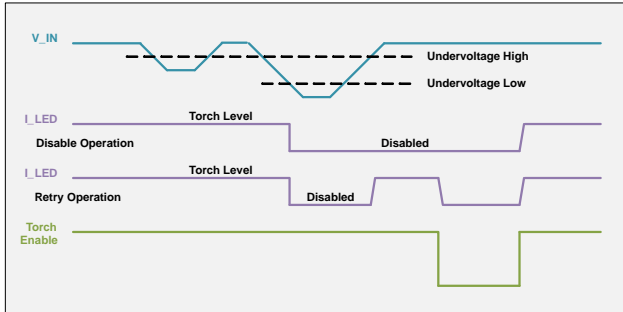 V_IN
Undervoltage High
Undervoltage Low
I_LED
Torch Level
Disable Operation
Disabled
I_LED
Torch Level
Retry Operation
Disabled
Torch
Enable